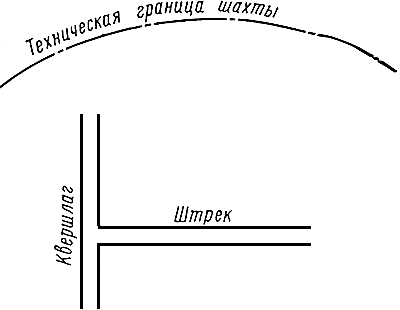 Техническая граница шахты
Штрек
Квершлаг